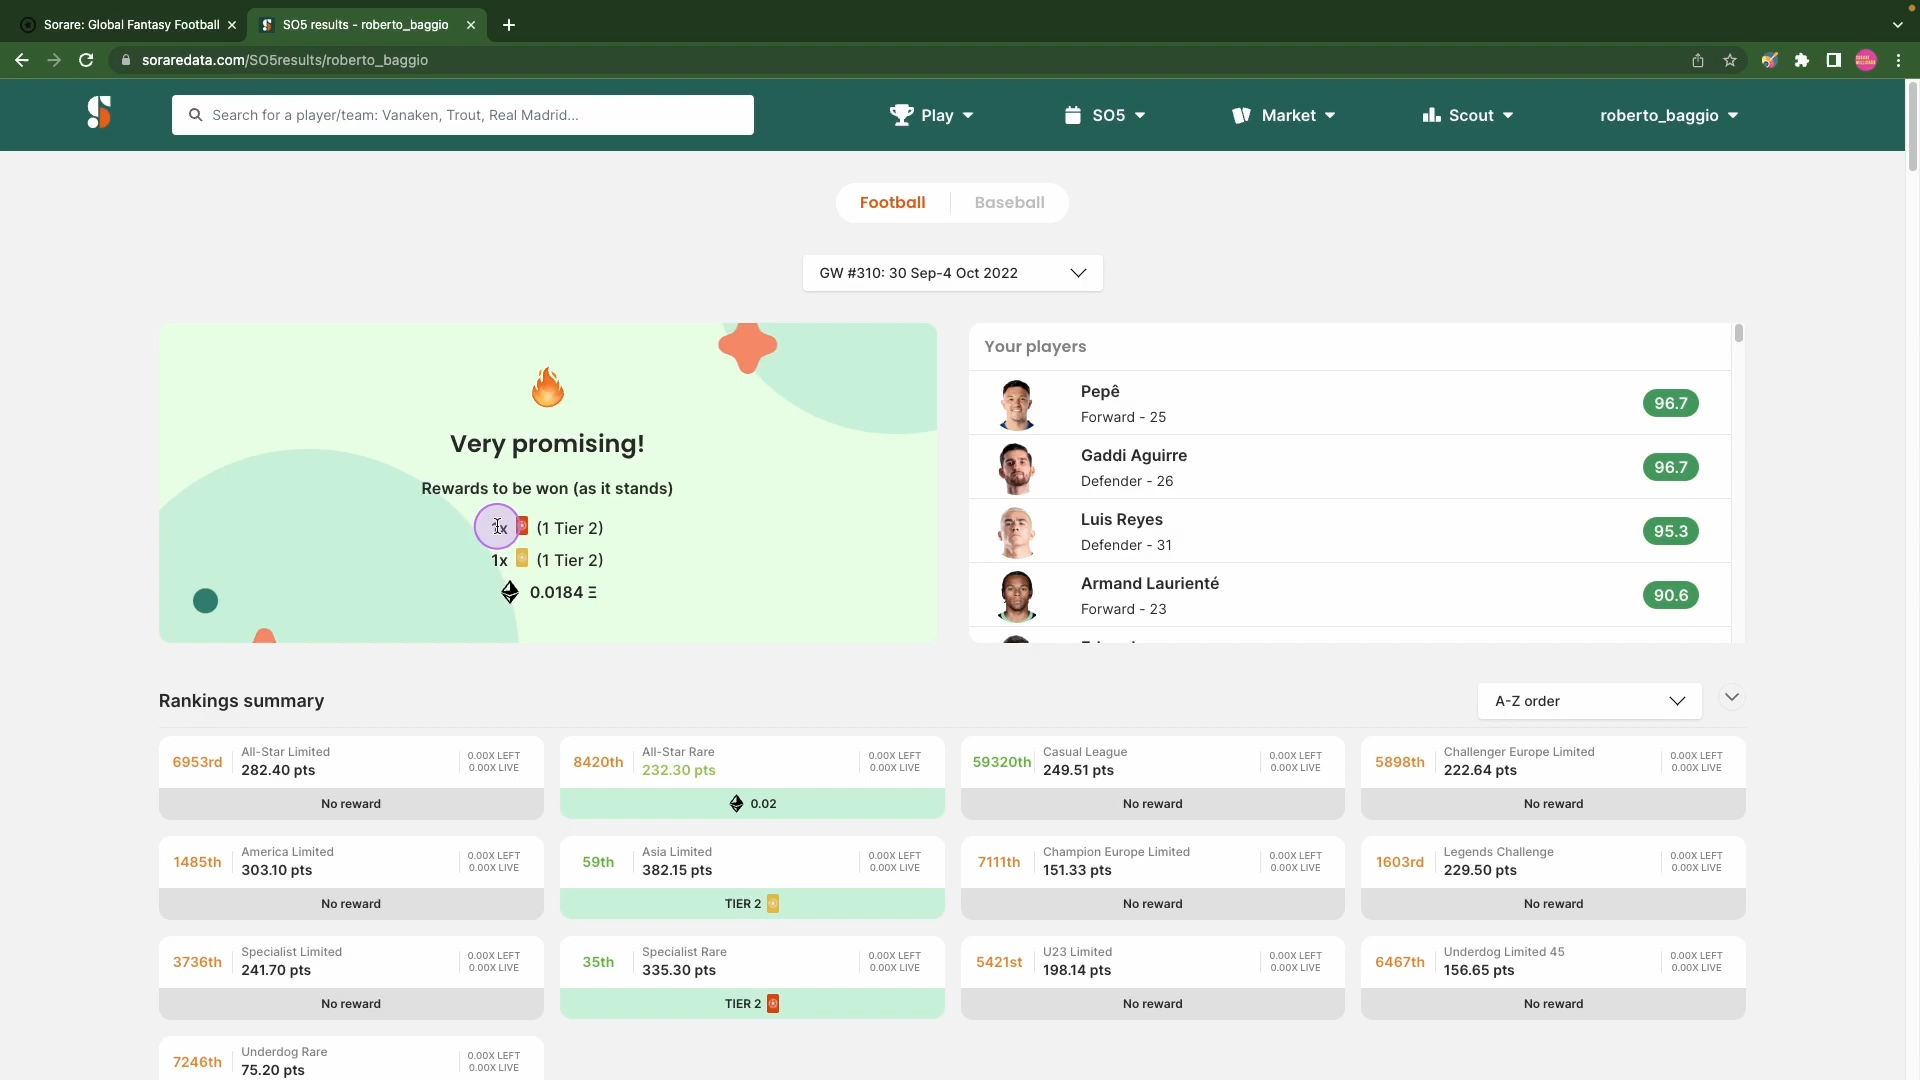 Sorare: Global Fantasy Football
SO5 results - roberto_baggio
soraredata.com/SO5results/roberto_baggio
Search for a player/team: Vanaken, Trout, Real Madrid...
Play
SO5
Market
Scout
roberto_baggio
Football
Baseball
GW #310: 30 Sep-4 Oct 2022
Very promising!
Rewards to be won (as it stands)
1x (1 Tier 2)
1x (1 Tier 2)
0.0184 Ξ
Your players
Pepê
Forward - 25
96.7
Gaddi Aguirre
Defender - 26
96.7
Luis Reyes
Defender - 31
95.3
Armand Laurienté
Forward - 23
90.6
Rankings summary
A-Z order
6953rd
All-Star Limited
282.40 pts
0.00X LEFT
0.00X LIVE
No reward
8420th
All-Star Rare
232.30 pts
0.00X LEFT
0.00X LIVE
0.02
59320th
Casual League
249.51 pts
0.00X LEFT
0.00X LIVE
No reward
5898th
Challenger Europe Limited
222.64 pts
0.00X LEFT
0.00X LIVE
No reward
1485th
America Limited
303.10 pts
0.00X LEFT
0.00X LIVE
No reward
59th
Asia Limited
382.15 pts
0.00X LEFT
0.00X LIVE
TIER 2
7111th
Champion Europe Limited
151.33 pts
0.00X LEFT
0.00X LIVE
No reward
1603rd
Legends Challenge
229.50 pts
0.00X LEFT
0.00X LIVE
No reward
3736th
Specialist Limited
241.70 pts
0.00X LEFT
0.00X LIVE
No reward
35th
Specialist Rare
335.30 pts
0.00X LEFT
0.00X LIVE
TIER 2
5421st
U23 Limited
198.14 pts
0.00X LEFT
0.00X LIVE
No reward
6467th
Underdog Limited 45
156.65 pts
0.00X LEFT
0.00X LIVE
No reward
7246th
Underdog Rare
75.20 pts
0.00X LEFT
0.00X LIVE